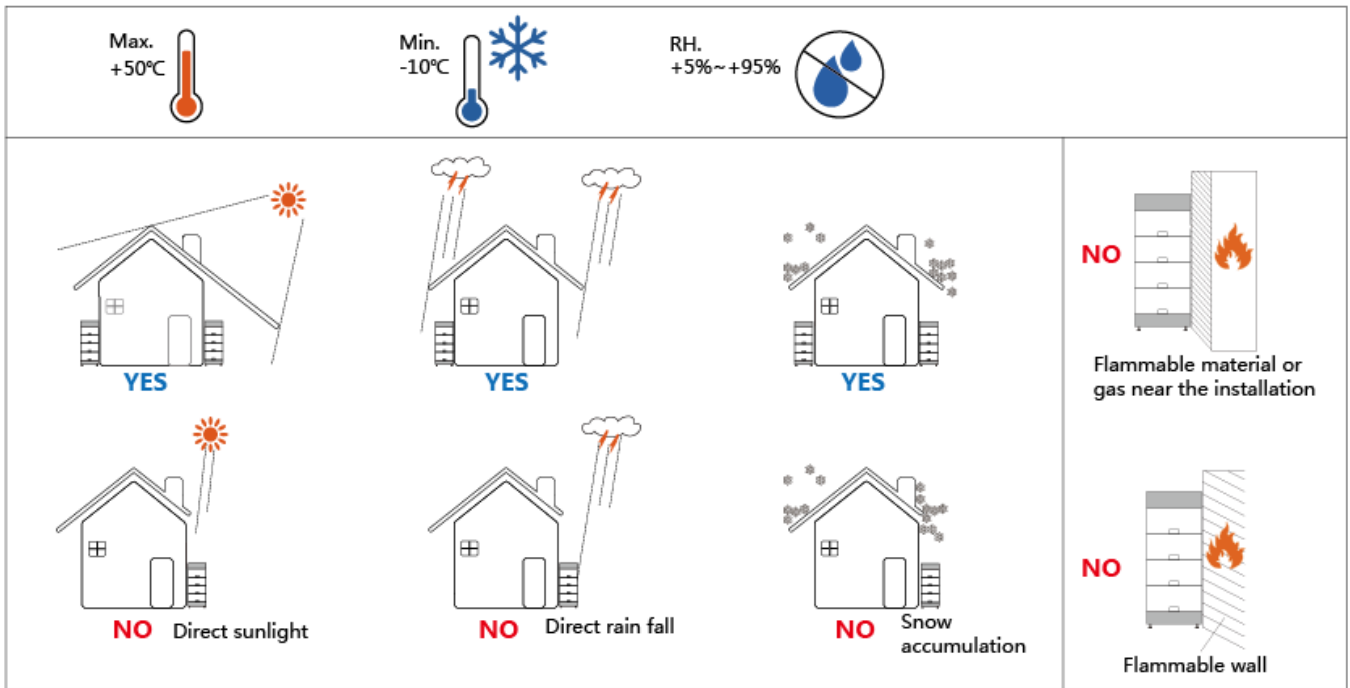 Max.
+50℃
Min.
-10℃
RH.
+5%~+95%
YES
YES
YES
NO
Flammable material or
gas near the installation
NO Direct sunlight
NO Direct rain fall
NO Snow
accumulation
NO
Flammable wall